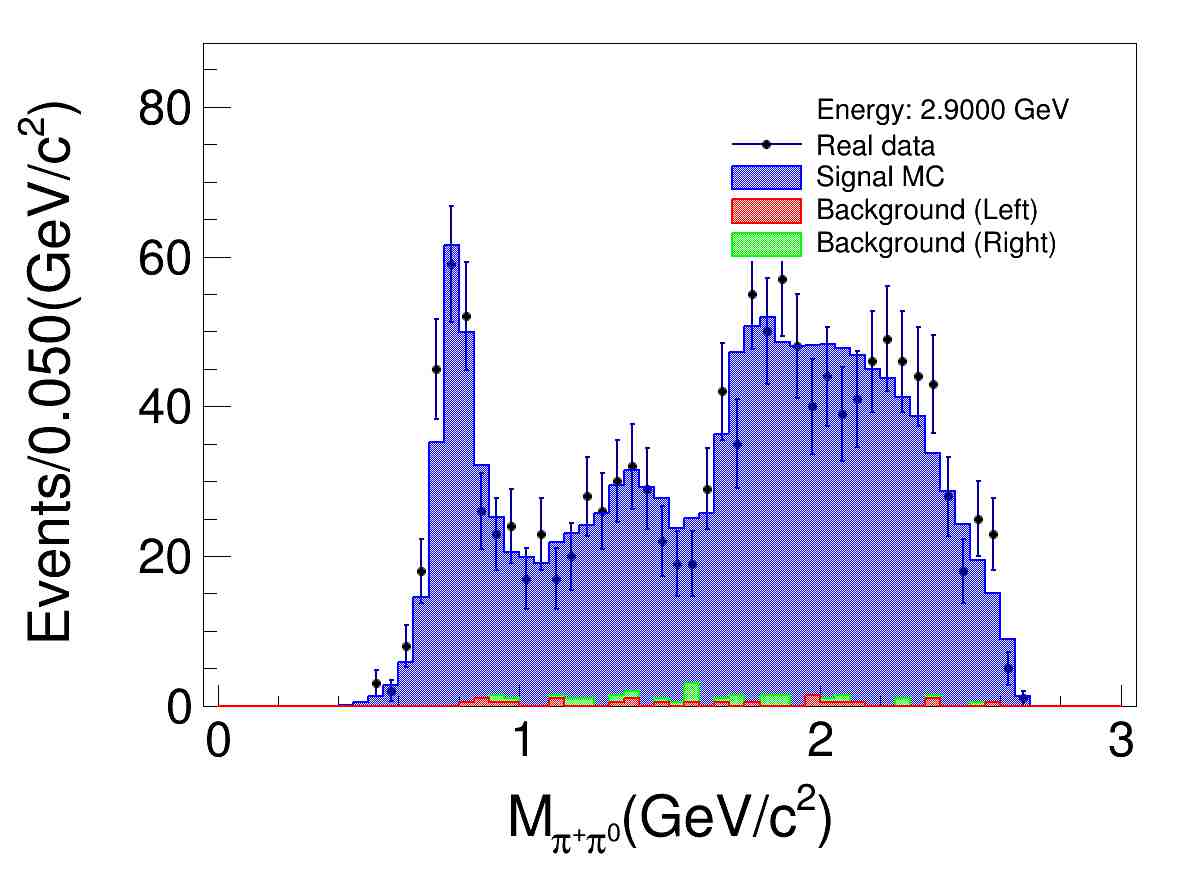 Events/0.050(GeV/c²)
80
60
40
20
0
Energy: 2.9000 GeV
Real data
Signal MC
Background (Left)
Background (Right)
0 1 2 3
Mπ⁺π⁰(GeV/c²)